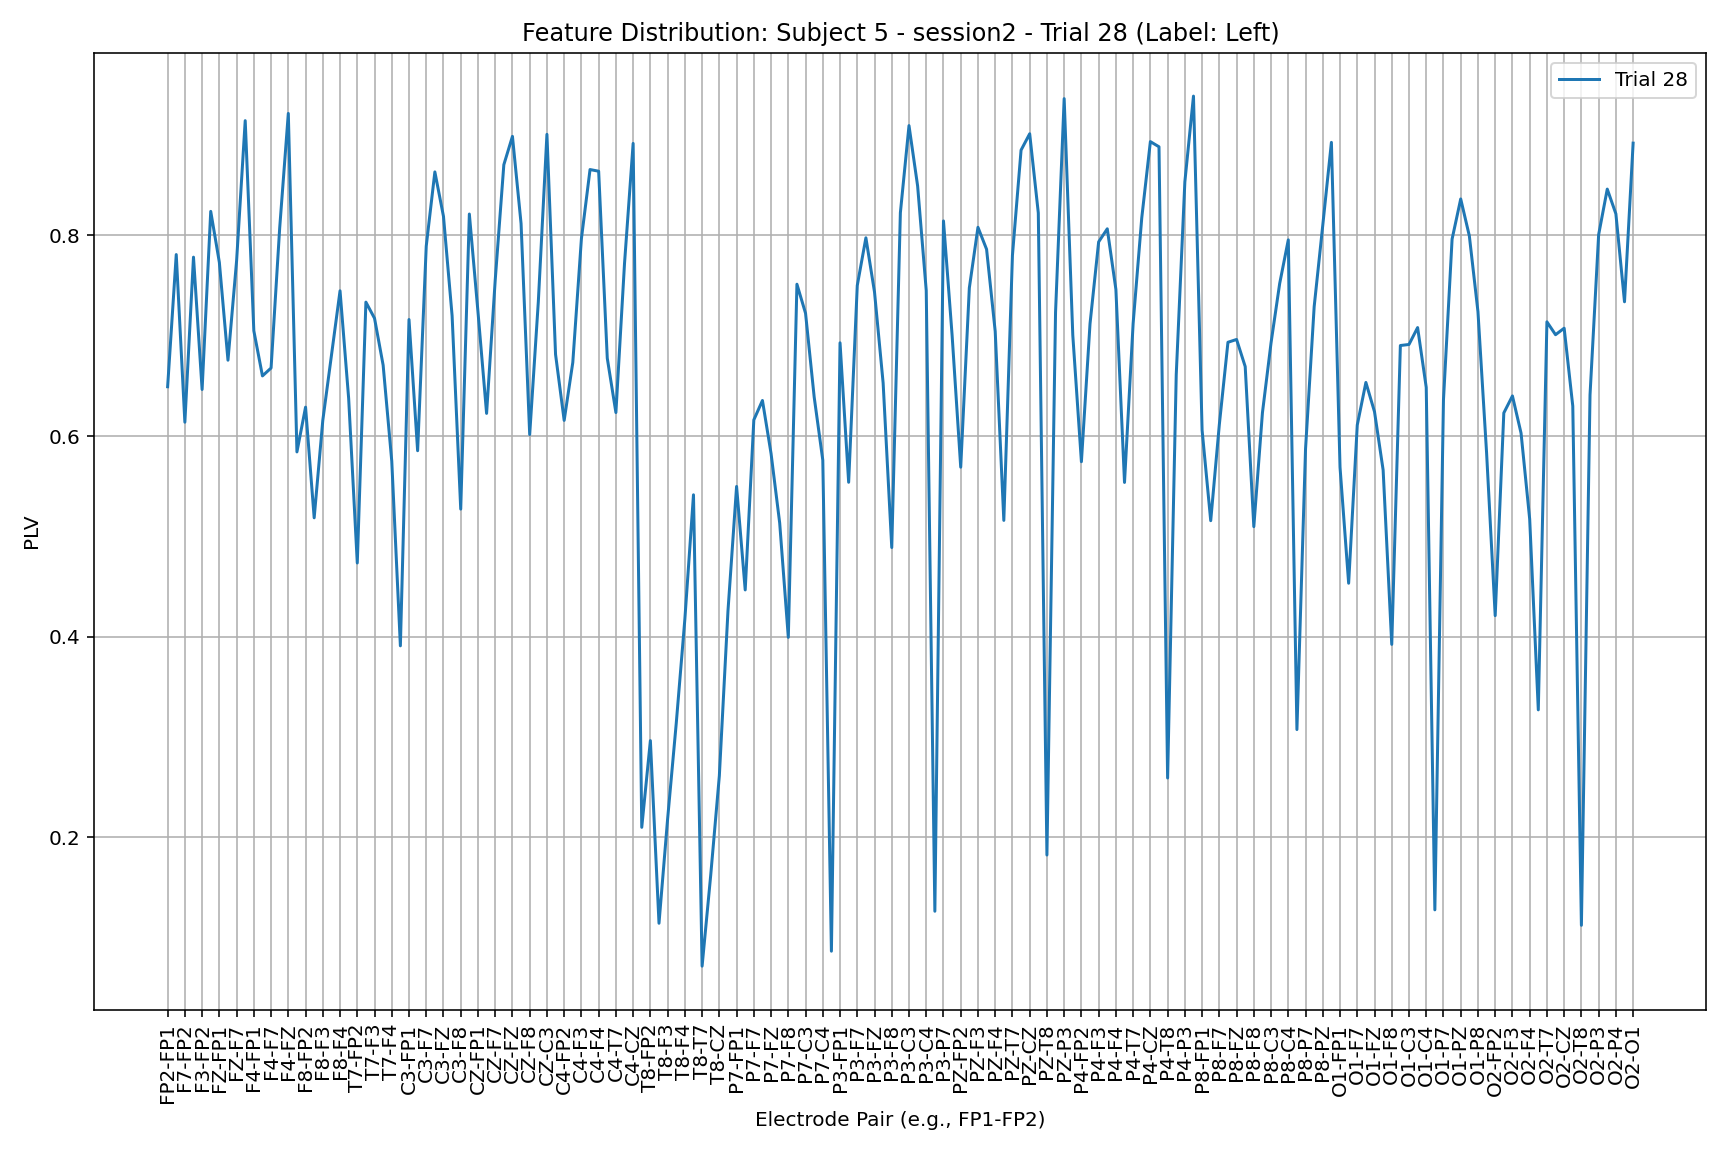 Feature Distribution: Subject 5 - session2 - Trial 28 (Label: Left)
Trial 28
PLV
0.8
0.6
0.4
0.2
FP2-FP1
F7-FP2
F3-FP2
FZ-FP1
FZ-F7
F4-FP1
F4-F7
F4-FZ
F8-FP2
F8-F3
F8-F4
T7-FP2
T7-F3
T7-F4
C3-FP1
C3-F7
C3-FZ
C3-F8
CZ-FP1
CZ-F7
CZ-FZ
CZ-F8
CZ-C3
C4-FP2
C4-F3
C4-F4
C4-T7
C4-CZ
T8-FP2
T8-F3
T8-F4
T8-T7
T8-CZ
P7-FP1
P7-F7
P7-FZ
P7-F8
P7-C3
P7-C4
P3-FP1
P3-F7
P3-FZ
P3-F8
P3-C3
P3-C4
P3-P7
PZ-FP2
PZ-F3
PZ-F4
PZ-T7
PZ-CZ
PZ-T8
PZ-P3
P4-FP2
P4-F3
P4-F4
P4-T7
P4-CZ
P4-T8
P4-P3
P8-FP1
P8-F7
P8-FZ
P8-F8
P8-C3
P8-C4
P8-P7
P8-PZ
O1-FP1
O1-F7
O1-FZ
O1-F8
O1-C3
O1-C4
O1-P7
O1-PZ
O1-P8
O2-FP2
O2-F3
O2-F4
O2-T7
O2-CZ
O2-T8
O2-P3
O2-P4
O2-O1
Electrode Pair (e.g., FP1-FP2)